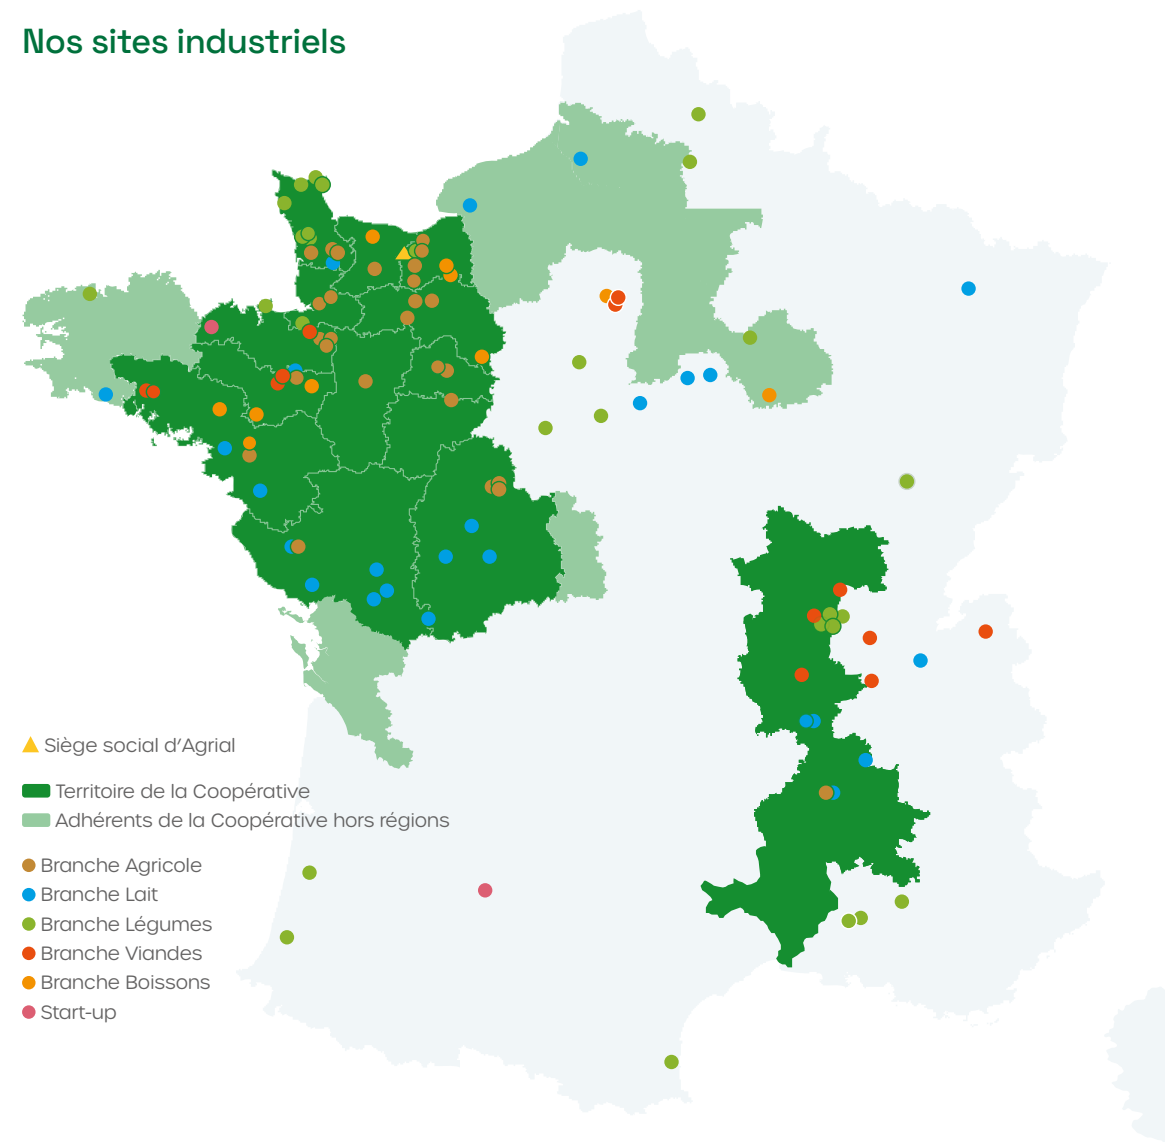 Nos sites industriels
Siège social d'Agrial
Territoire de la Coopérative
Adhérents de la Coopérative hors régions
Branche Agricole
Branche Lait
Branche Légumes
Branche Viandes
Branche Boissons
Start-up